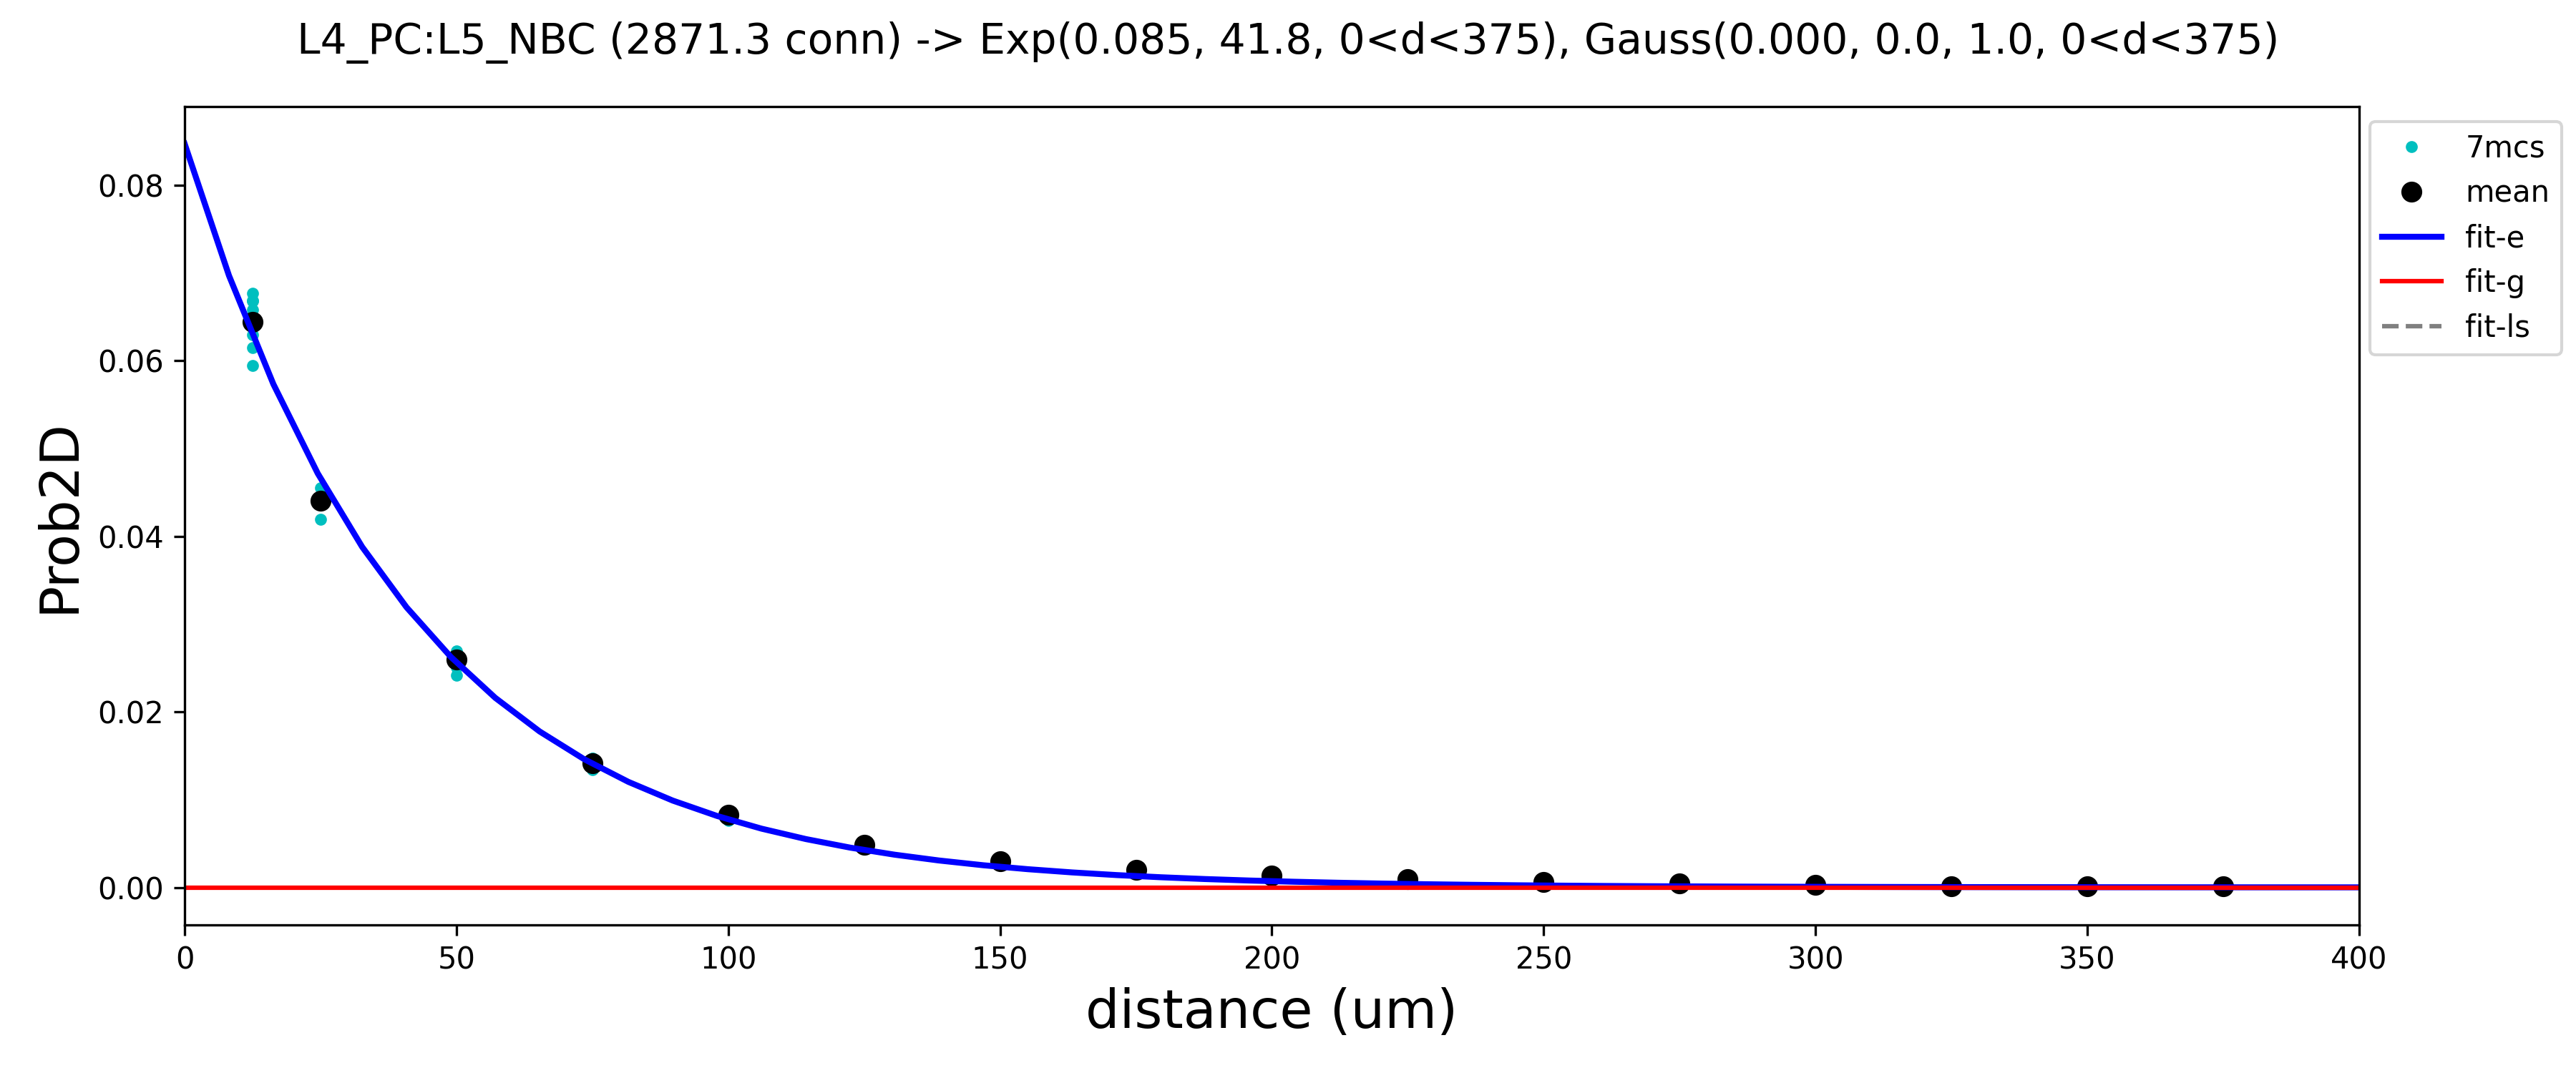 L4_PC:L5_NBC (2871.3 conn) -> Exp(0.085, 41.8, 0<d<375), Gauss(0.000, 0.0, 1.0, 0<d<375)
7mcs
mean
fit-e
fit-g
fit-ls
Prob2D
0.08
0.06
0.04
0.02
0.00
0 50 100 150 200 250 300 350 400
distance (um)